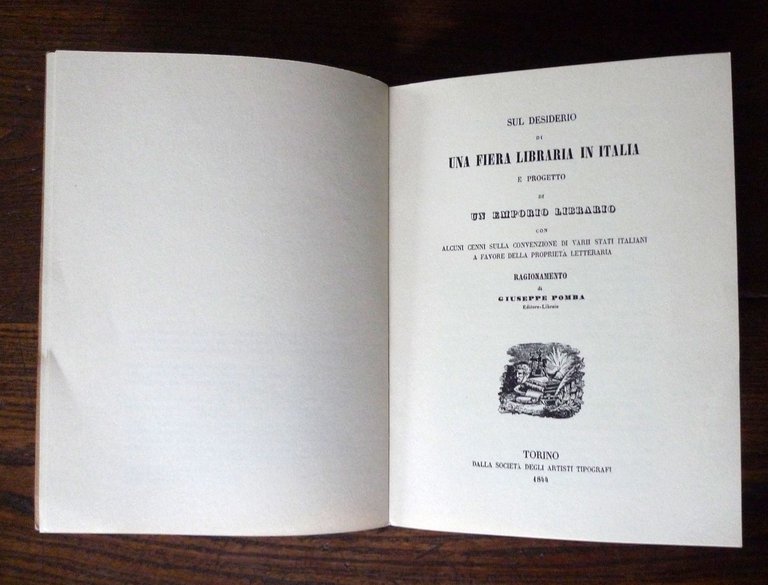 SUL DESIDERIO
DI
UNA FIERA LIBRARIA IN ITALIA
E PROGETTO
DI
UN EMPORIO LIBRARIO
CON
ALCUNI CENNI SULLA CONVENZIONE DI VARII STATI ITALIANI
A FAVORE DELLA PROPRIETÀ LETTERARIA
RAGIONAMENTO
di
GIUSEPPE POMBA
Editore-Libraio
TORINO
DALLA SOCIETÀ DEGLI ARTISTI TIPOGRAFI
1844